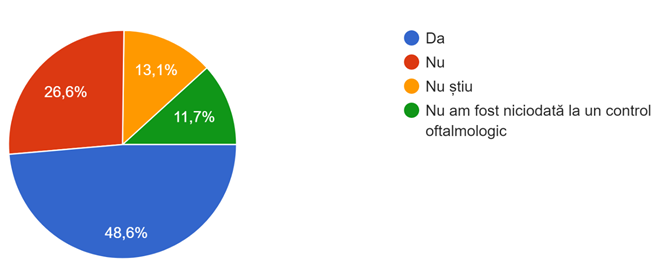 Da
Nu
Nu știu
Nu am fost niciodată la un control
oftalmologic
13,1%
26,6%
11,7%
48,6%